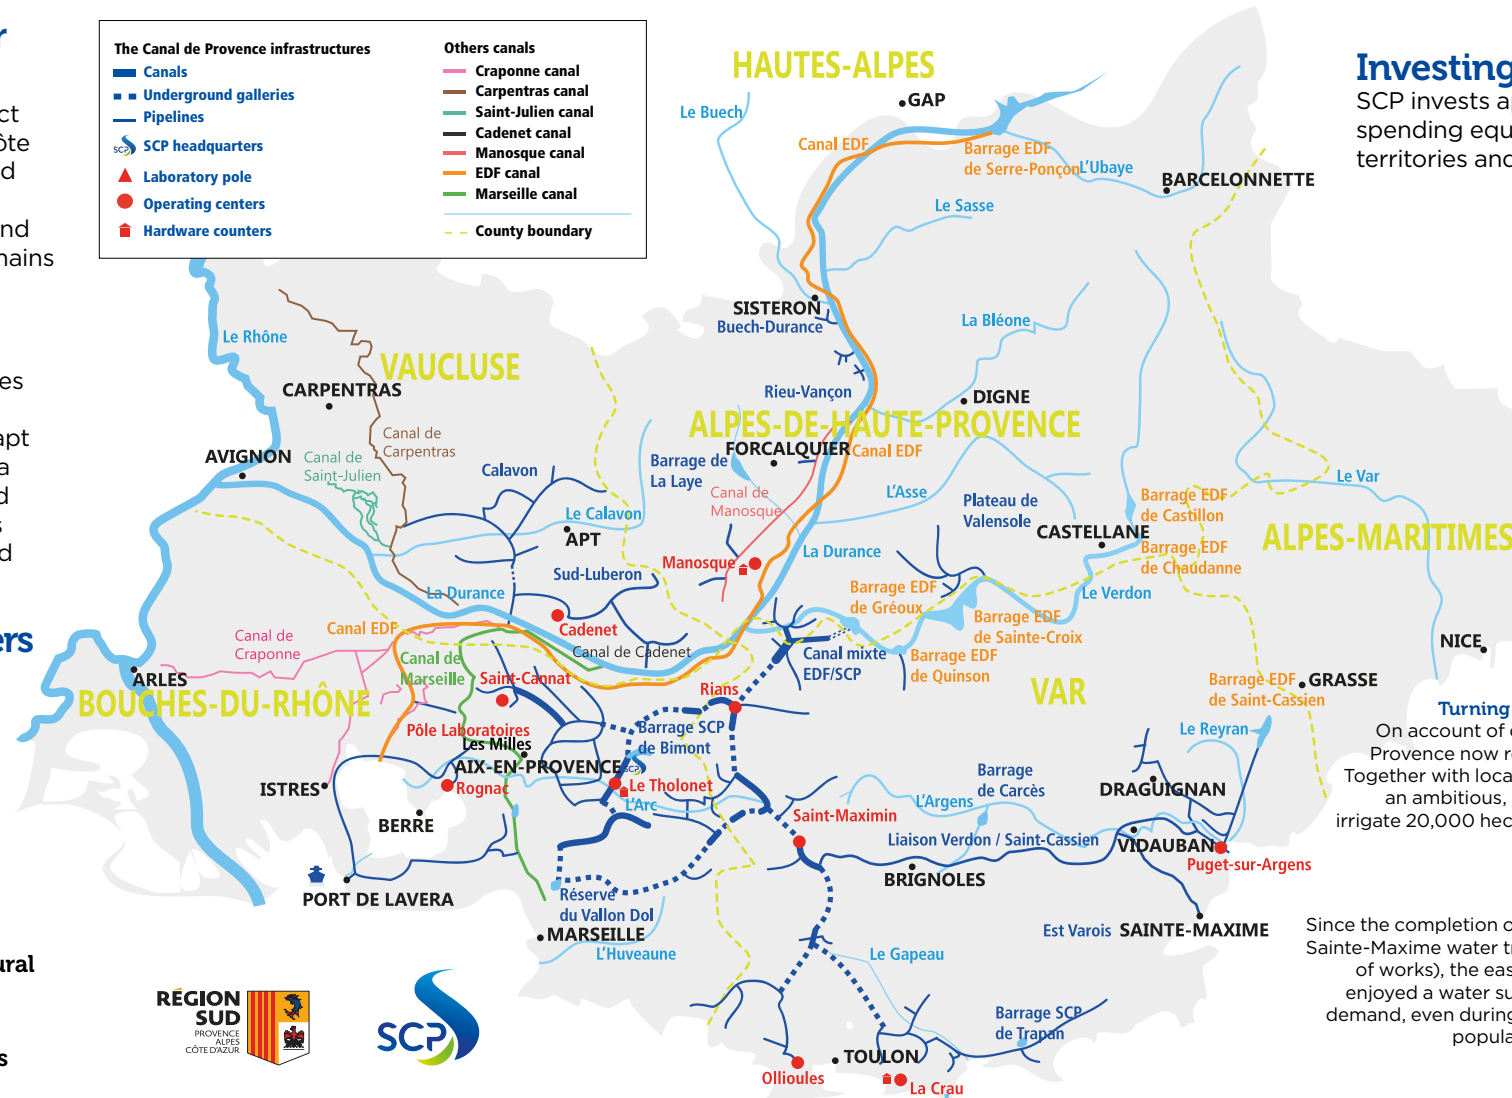 r
ct
ôte
d
nd
nains
es
apt
a
d
s
d
ers
ural
s
The Canal de Provence infrastructures
Canals
Underground galleries
Pipelines
SCP
SCP headquarters
Laboratory pole
Operating centers
Hardware counters
Others canals
Craponne canal
Carpentras canal
Saint-Julien canal
Cadenet canal
Manosque canal
EDF canal
Marseille canal
County boundary
HAUTES-ALPES
GAP
Le Buech
Canal EDF
Barrage EDF
de Serre-Ponçon
L'Ubaye
BARCELONNETTE
Le Sasse
Investing
SCP invests a
spending equ
territories and
SISTERON
Buech-Durance
La Bléone
Le Rhône
VAUCLUSE
CARPENTRAS
Rieu-Vançon
DIGNE
ALPES-DE-HAUTE-PROVENCE
FORCALQUIER
Canal EDF
Canal de
Carpentras
AVIGNON
Canal de
Saint-Julien
Calavon
Barrage de
La Laye
Canal de
Manosque
L'Asse
Plateau de
Valensole
Le Var
Barrage EDF
de Castillon
Le Calavon
APT
CASTELLANE
ALPES-MARITIMES
Barrage EDF
de Chaudanne
La Durance
Manosque
Sud-Luberon
La Durance
Barrage EDF
de Gréoux
Le Verdon
Barrage EDF
de Sainte-Croix
Cadenet
Canal EDF
Canal de
Craponne
Canal de Cadenet
Canal mixte
EDF/SCP
Barrage EDF
de Quinson
NICE
Canal de
Marseille
Saint-Cannat
ARLES
BOUCHES-DU-RHÔNE
Rians
VAR
Barrage EDF
de Saint-Cassien
GRASSE
Pôle Laboratoires
Les Milles
Barrage SCP
de Bimont
Le Reyran
AIX-EN-PROVENCE
SCP
Le Tholonet
L'Arc
ISTRES
Rognac
BERRE
Barrage
de Carcès
L'Argens
DRAGUIGNAN
Saint-Maximin
Liaison Verdon / Saint-Cassien
VIDAUBAN
Puget-sur-Argens
BRIGNOLES
PORT DE LAVERA
Réserve
du Vallon Dol
MARSEILLE
L'Huveaune
Est Varois
SAINTE-MAXIME
Le Gapeau
Barrage SCP
de Trapan
TOULON
Ollioules
La Crau
RÉGION
SUD
PROVENCE
ALPES
CÔTE D'AZUR
SCP
Turning
On account of
Provence now r
Together with loca
an ambitious,
irrigate 20,000 hec
Since the completion o
Sainte-Maxime water t
of works), the eas
enjoyed a water su
demand, even during
popula